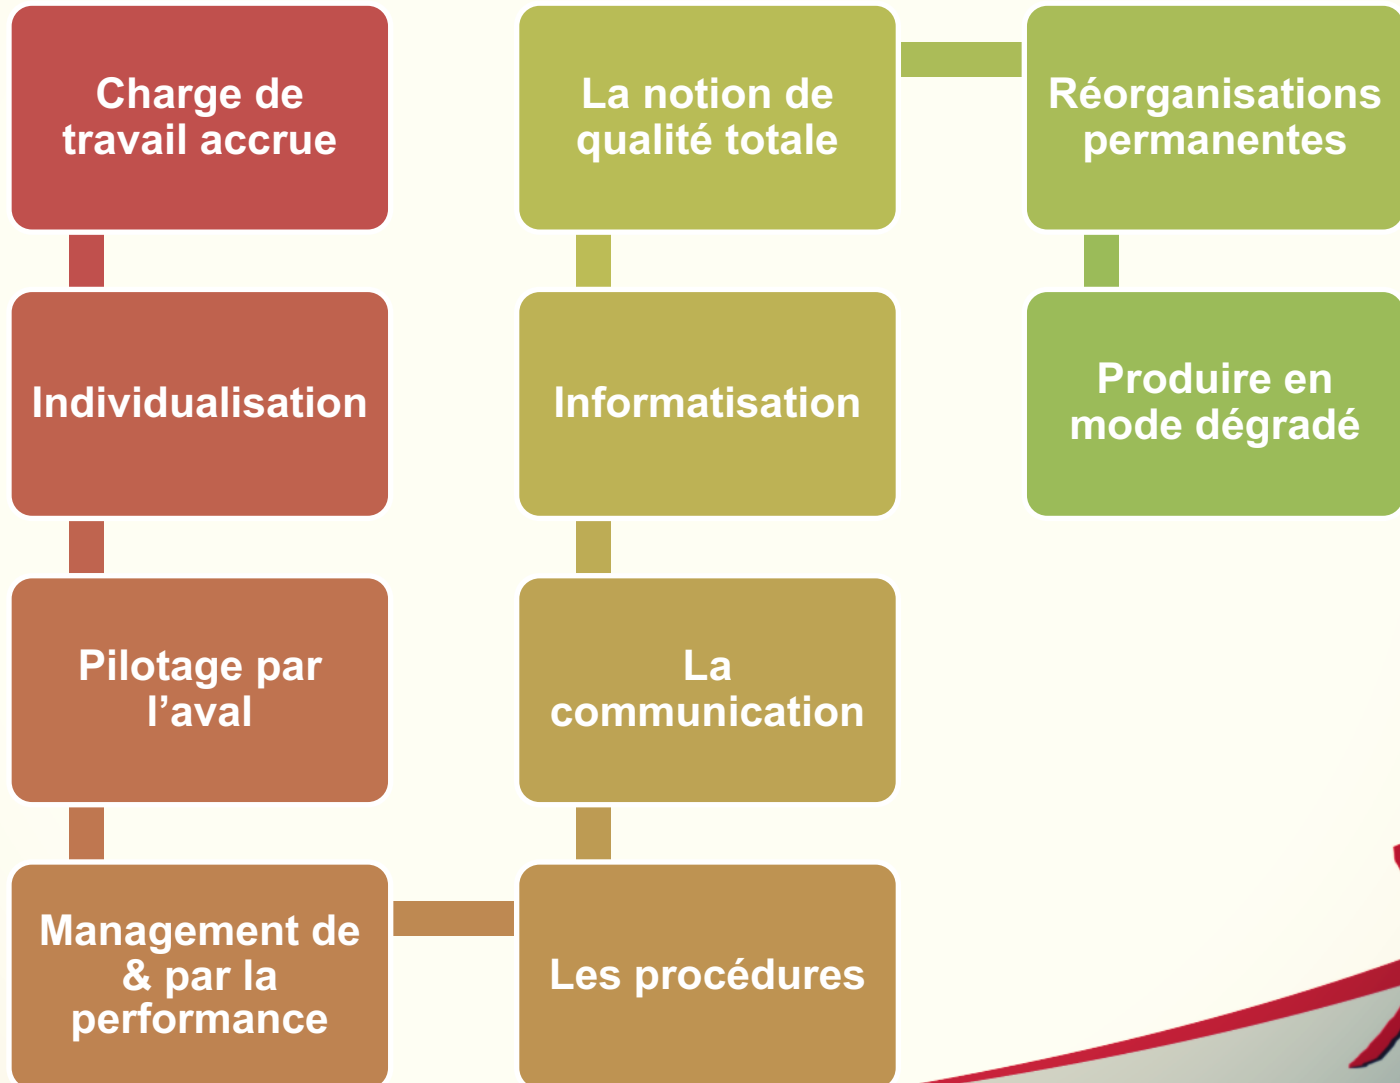 Charge de
travail accrue
Individualisation
Pilotage par
l’aval
Management de
& par la
performance
Les procédures
La
communication
Informatisation
La notion de
qualité totale
Réorganisations
permanentes
Produire en
mode dégradé